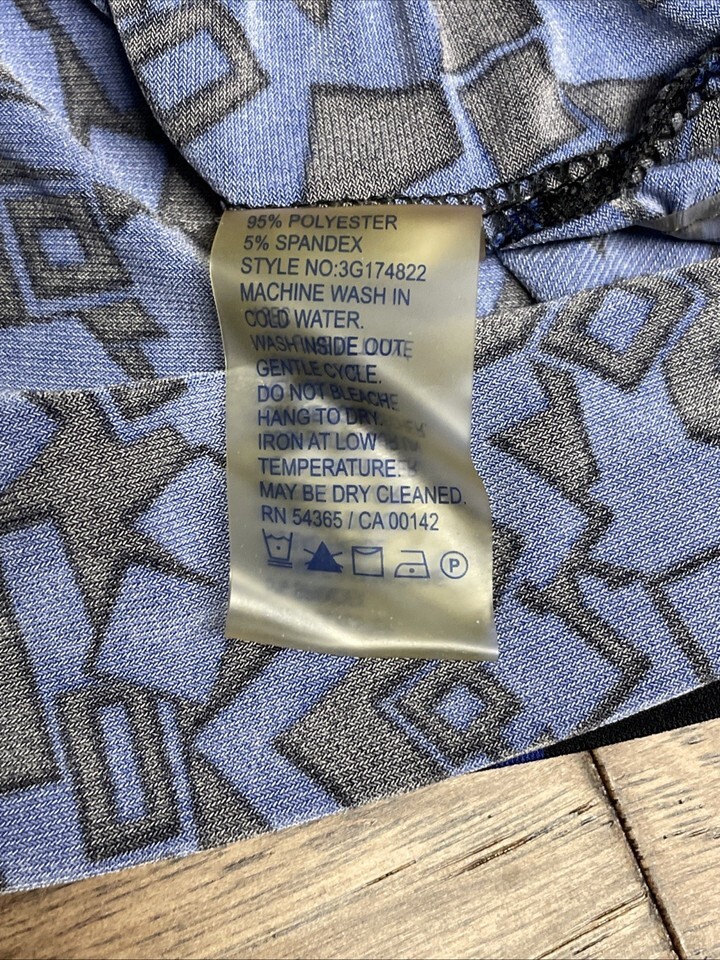 95% POLYESTER
5% SPANDEX
STYLE NO:3G174822
MACHINE WASH IN
COLD WATER.
WASH INSIDE OUT,
GENTLE CYCLE.
DO NOT BLEACH
HANG TO DRY.
IRON AT LOW
TEMPERATURE.
MAY BE DRY CLEANED.
RN 54365 / CA 00142
P